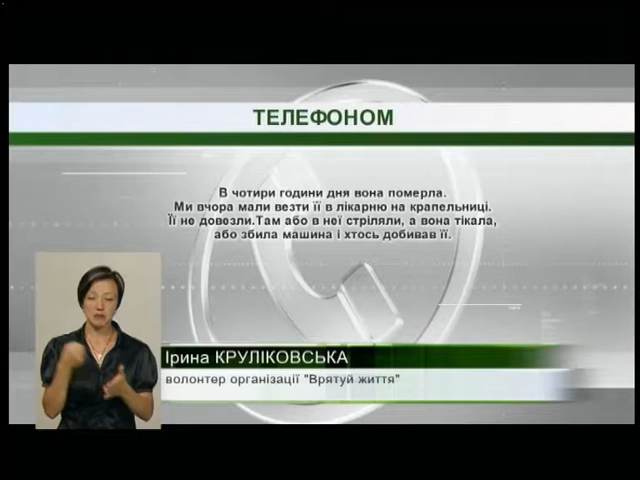 ТЕЛЕФОНОМ
В чотири години дня вона померла.
Ми вчора мали везти її в лікарню на крапельниці.
Її не довезли.Там або в неї стріляли, а вона тікала,
або збила машина і хтось добивав її.
Ірина КРУЛІКОВСЬКА
волонтер організації "Врятуй життя"